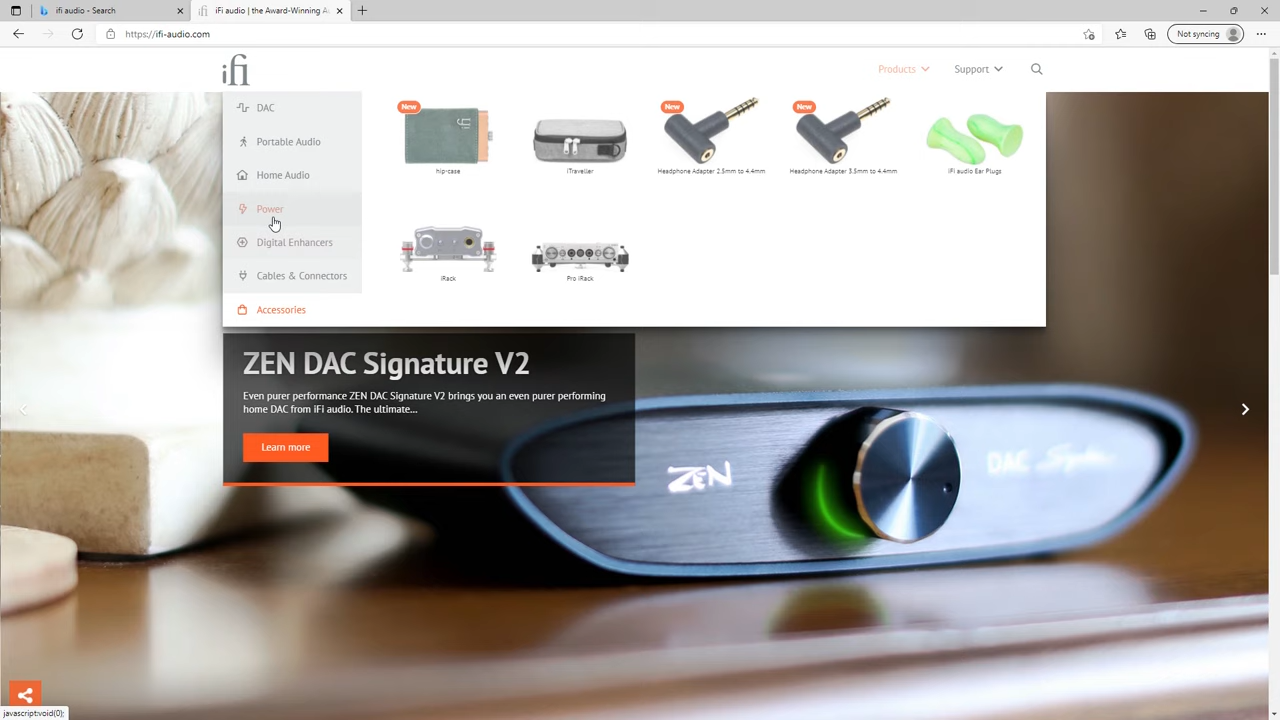 ifi audio - Search
iFi audio | the Award-Winning A
https://ifi-audio.com
Not syncing
ifi
Products
Support
DAC
Portable Audio
Home Audio
Power
Digital Enhancers
Cables & Connectors
Accessories
New
ifi
hip-case
iTraveller
New
Headphone Adapter 2.5mm to 4.4mm
New
Headphone Adapter 3.5mm to 4.4mm
iFi audio Ear Plugs
iRack
Pro iRack
ZEN DAC Signature V2
Even purer performance ZEN DAC Signature V2 brings you an even purer performing
home DAC from iFi audio. The ultimate...
Learn more
ZEN
DAC Signature
javascript:void(0);